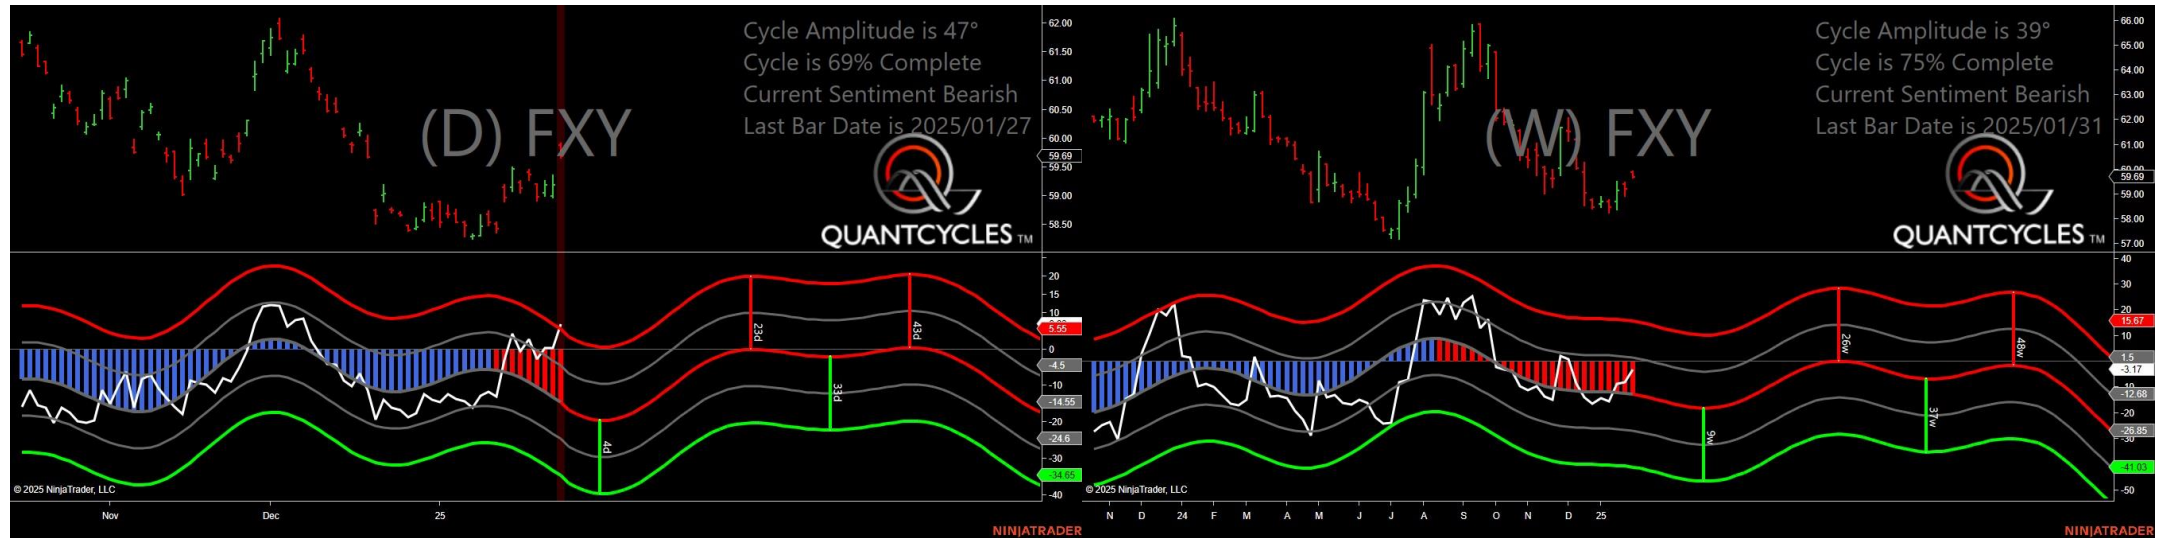 Cycle Amplitude is 47°
Cycle is 69% Complete
Current Sentiment Bearish
Last Bar Date is 2025/01/27
(D) FXY
QUANTCYCLES TM
62.00
61.50
61.00
60.50
60.00
59.69
59.50
59.00
58.50
20
15
10
5.55
0
-4.5
-10
-14.55
-20
-24.6
-30
-34.65
-40
4d
23d
33d
43d
© 2025 NinjaTrader, LLC
Nov
Dec
25
NINJATRADER
Cycle Amplitude is 39°
Cycle is 75% Complete
Current Sentiment Bearish
Last Bar Date is 2025/01/31
(W) FXY
QUANTCYCLES TM
66.00
65.00
64.00
63.00
62.00
61.00
59.69
59.00
58.00
57.00
40
30
20
15.67
10
1.5
-3.17
-12.68
-20
-26.85
-30
-41.03
-50
9w
26w
37w
48w
© 2025 NinjaTrader, LLC
N D 24 F M A M J J A S O N D 25
NINJATRADER